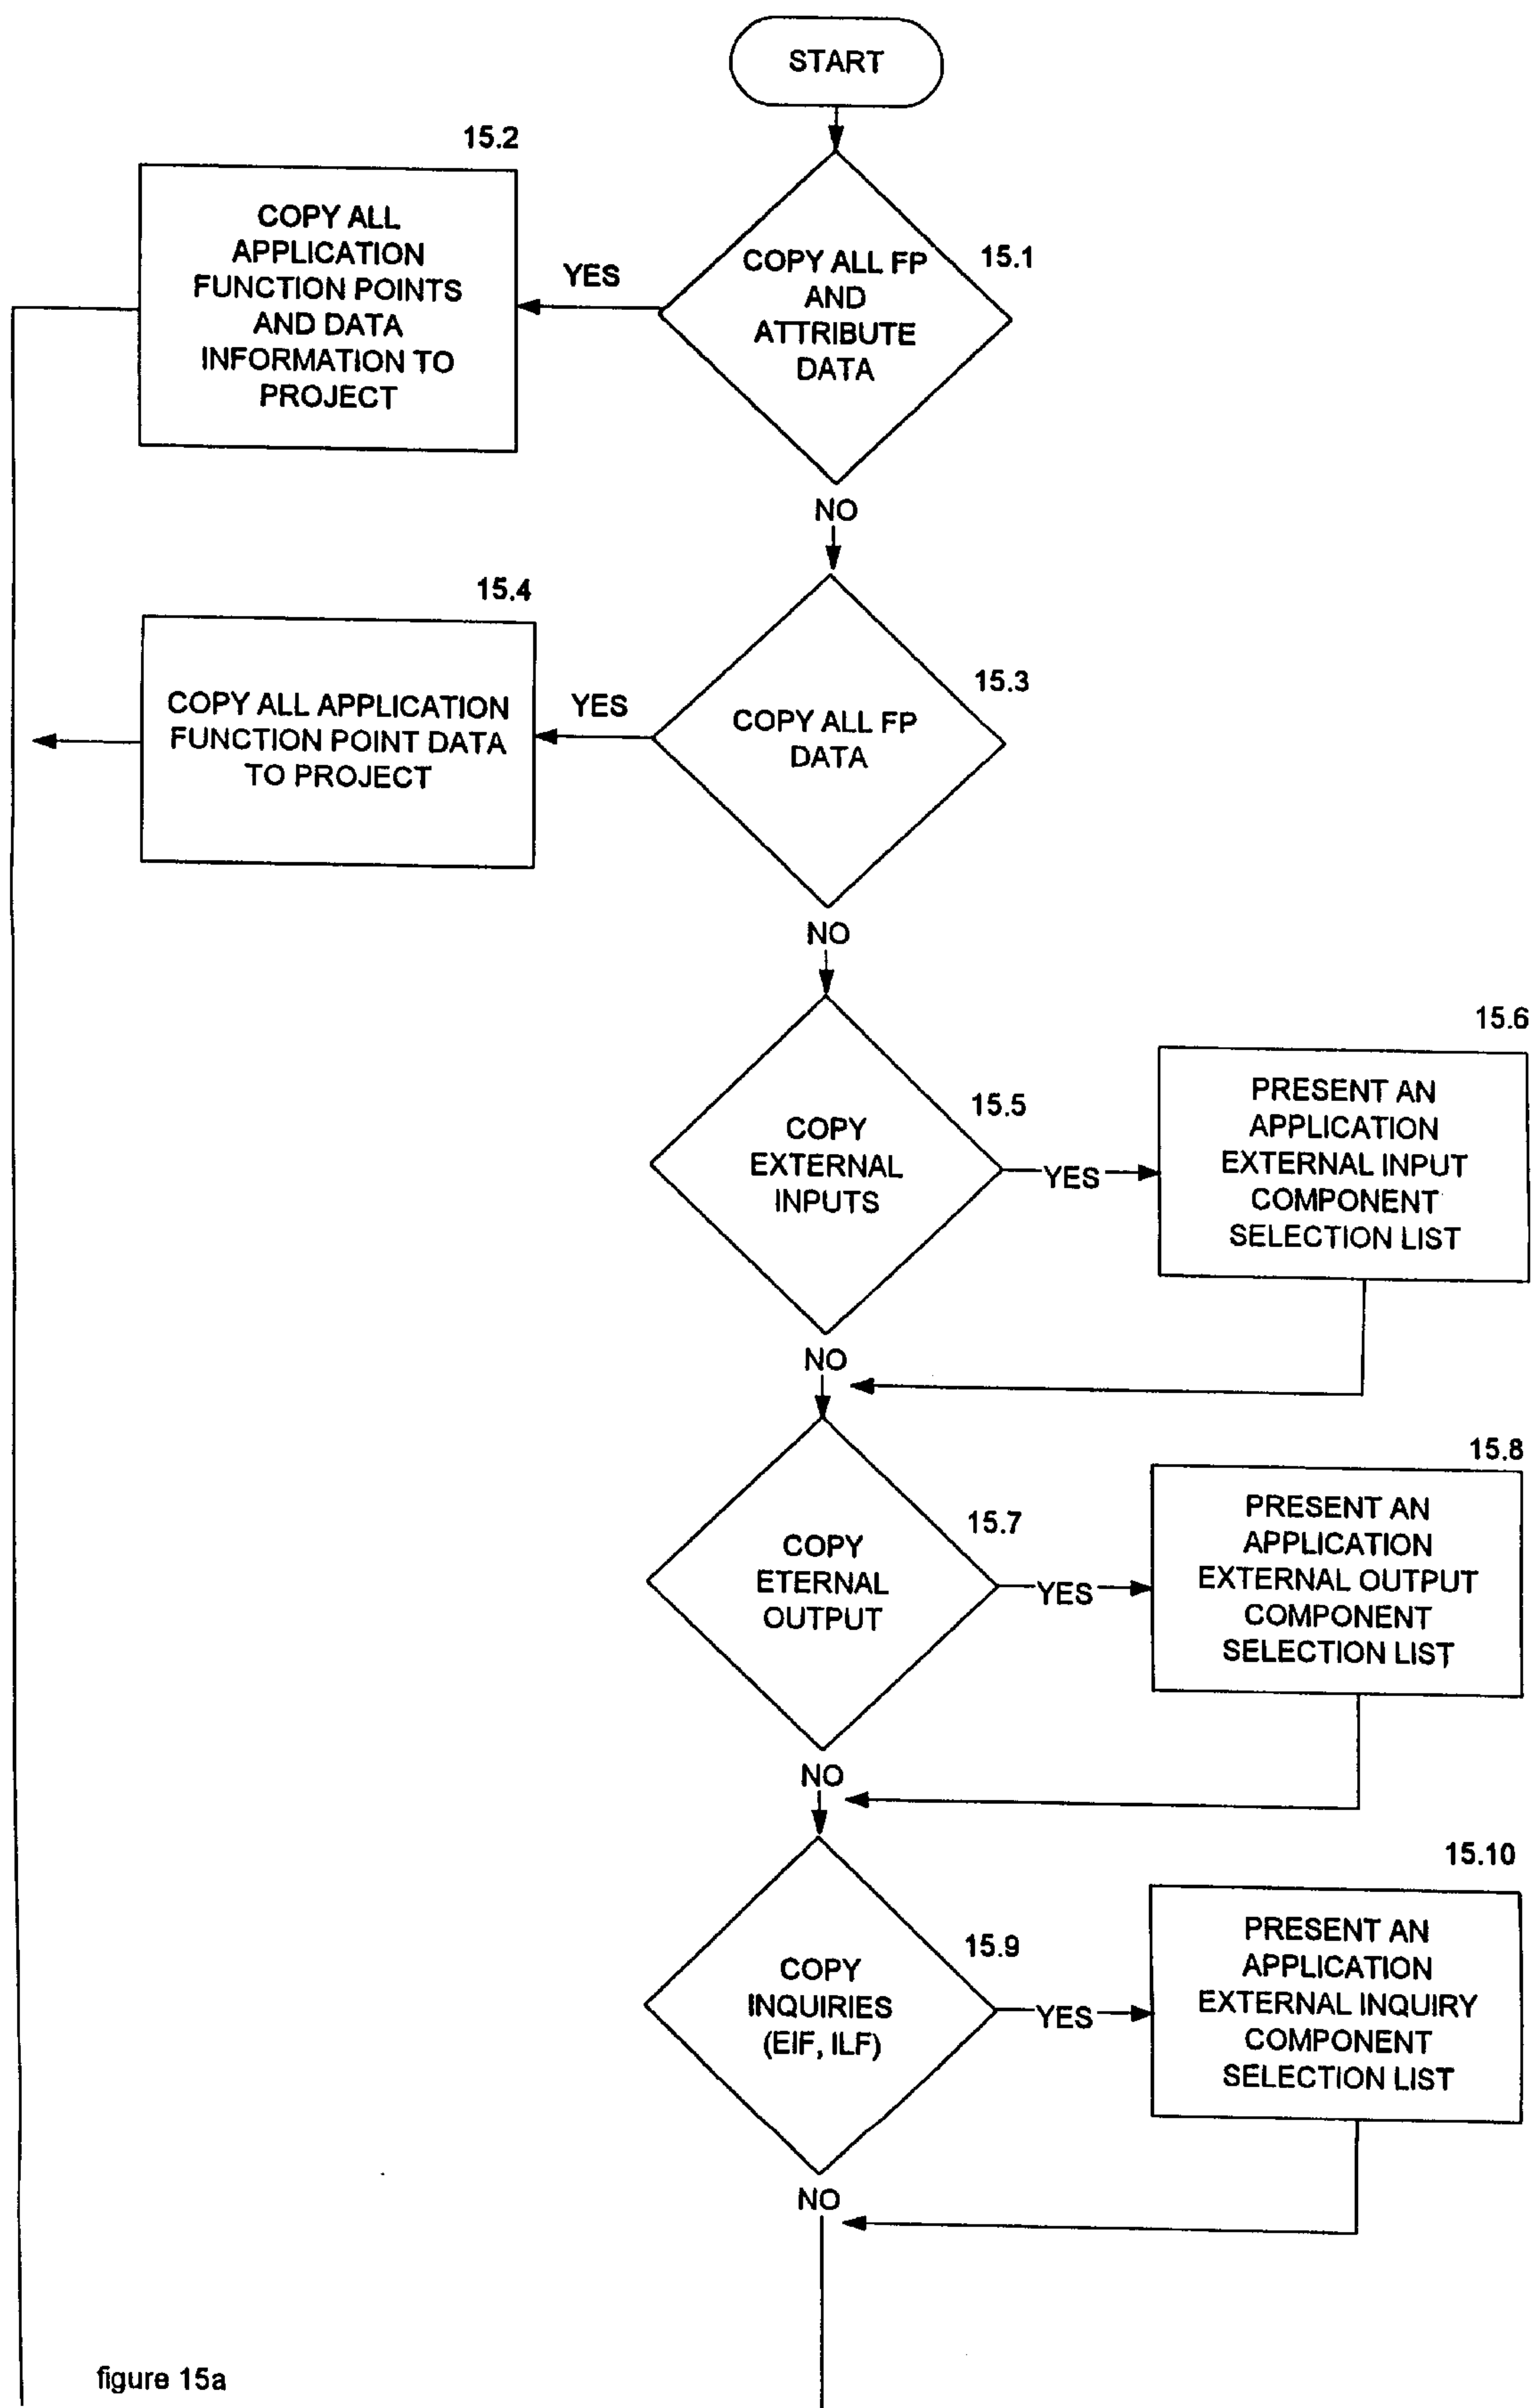 START
15.2
COPY ALL
APPLICATION
FUNCTION POINTS
AND DATA
INFORMATION TO
PROJECT
YES
COPY ALL FP
AND
ATTRIBUTE
DATA
15.1
NO
15.4
COPY ALL APPLICATION
FUNCTION POINT DATA
TO PROJECT
YES
COPY ALL FP
DATA
15.3
NO
COPY
EXTERNAL
INPUTS
15.5
YES
15.6
PRESENT AN
APPLICATION
EXTERNAL INPUT
COMPONENT
SELECTION LIST
NO
COPY
ETERNAL
OUTPUT
15.7
YES
15.8
PRESENT AN
APPLICATION
EXTERNAL OUTPUT
COMPONENT
SELECTION LIST
NO
COPY
INQUIRIES
(EIF, ILF)
15.9
YES
15.10
PRESENT AN
APPLICATION
EXTERNAL INQUIRY
COMPONENT
SELECTION LIST
NO
figure 15a